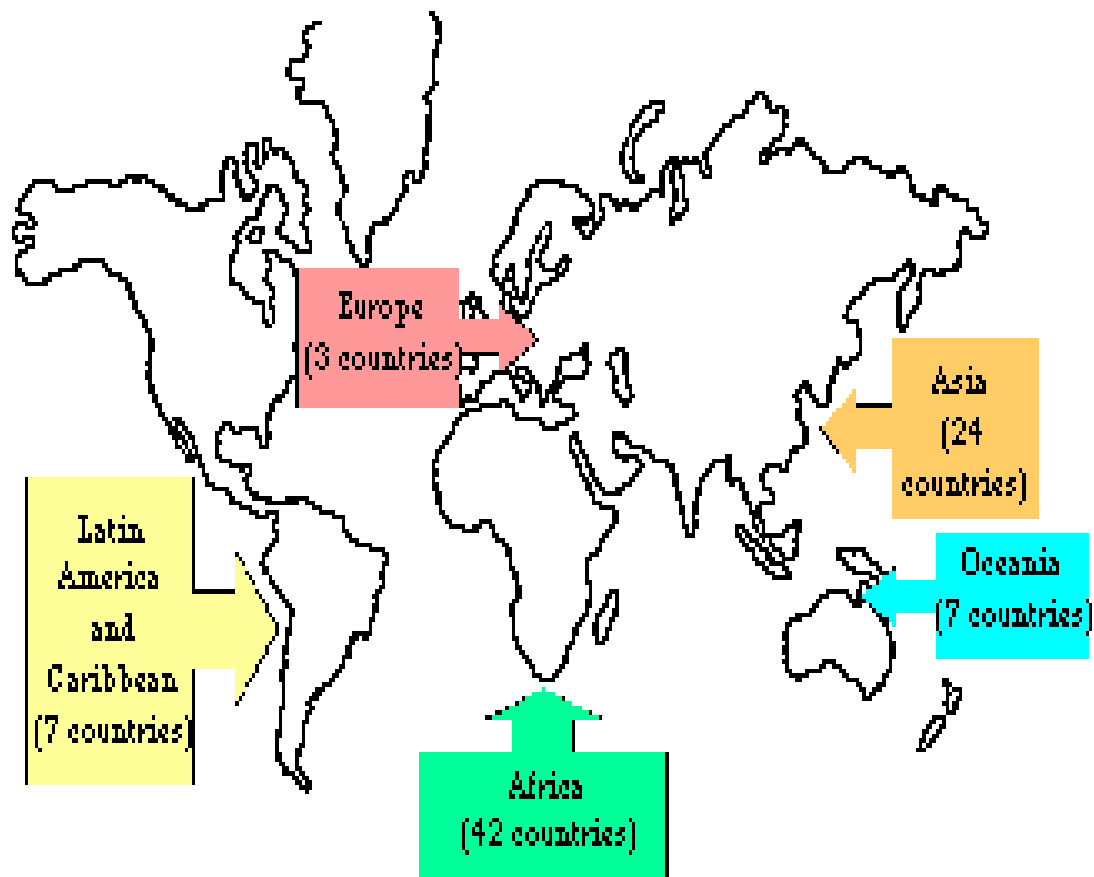 Europe
(3 countries)
Asia
(24
countries)
Latin
America
and
Caribbean
(7 countries)
Oceania
(7 countries)
Africa
(42 countries)